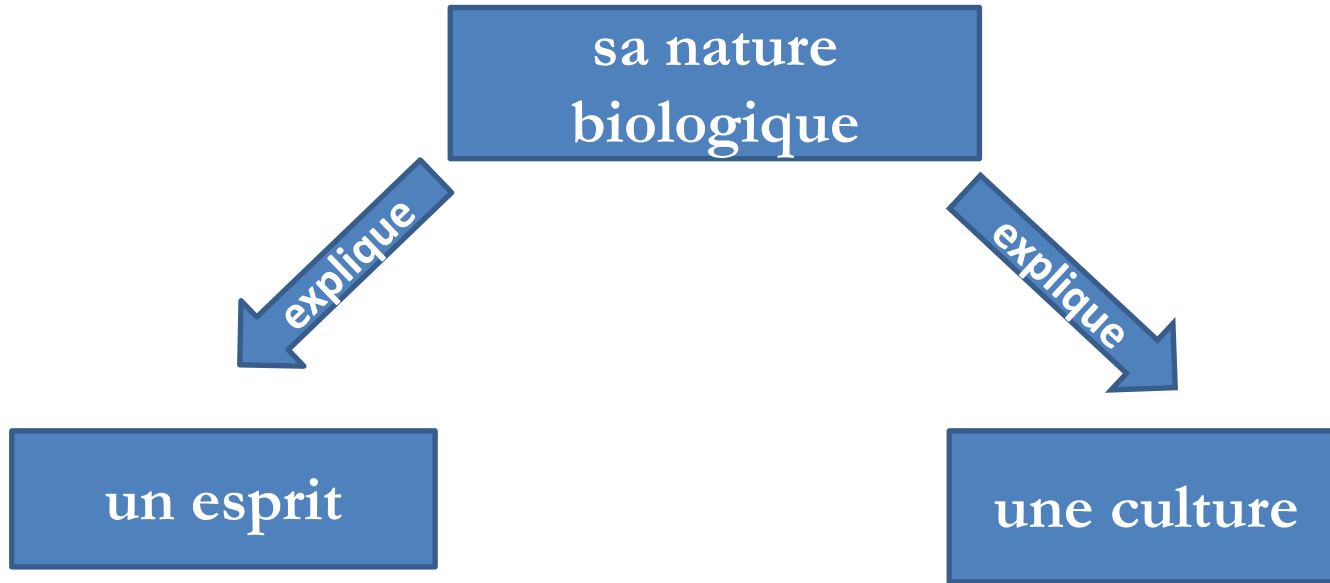 sa nature
biologique
explique
explique
un esprit
une culture